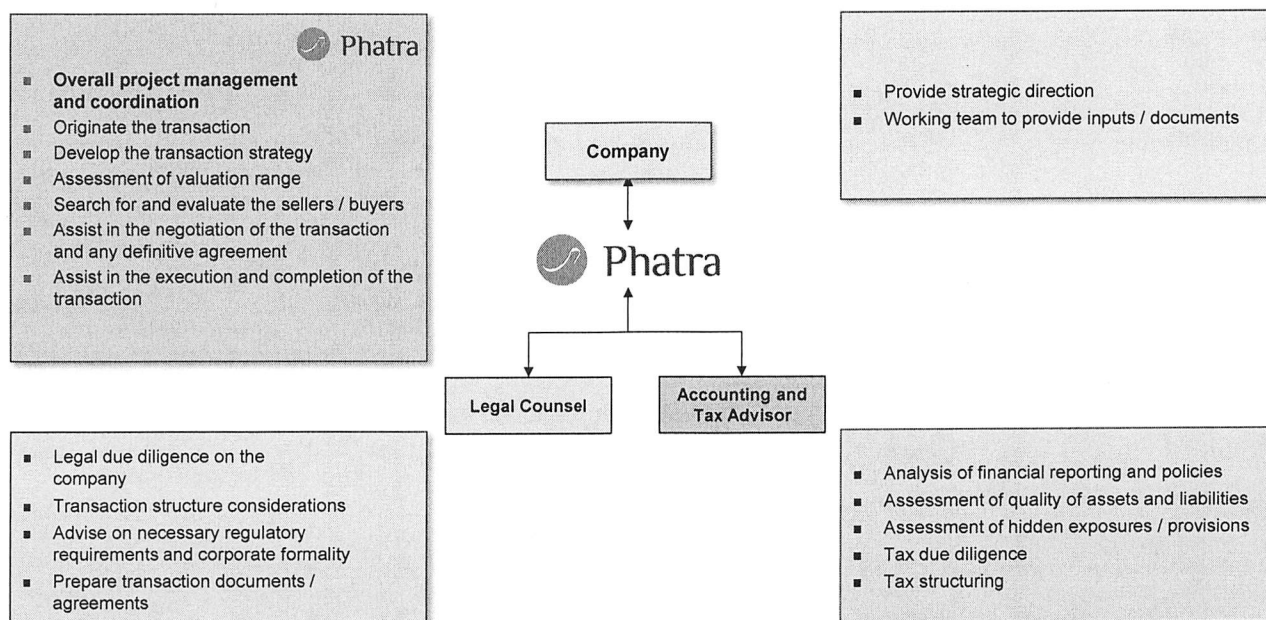 Phatra
▪ Overall project management
and coordination
▪ Originate the transaction
▪ Develop the transaction strategy
▪ Assessment of valuation range
▪ Search for and evaluate the sellers / buyers
▪ Assist in the negotiation of the transaction
and any definitive agreement
▪ Assist in the execution and completion of the
transaction
▪ Provide strategic direction
▪ Working team to provide inputs / documents
Company
Phatra
Legal Counsel
Accounting and
Tax Advisor
▪ Legal due diligence on the
company
▪ Transaction structure considerations
▪ Advise on necessary regulatory
requirements and corporate formality
▪ Prepare transaction documents /
agreements
▪ Analysis of financial reporting and policies
▪ Assessment of quality of assets and liabilities
▪ Assessment of hidden exposures / provisions
▪ Tax due diligence
▪ Tax structuring